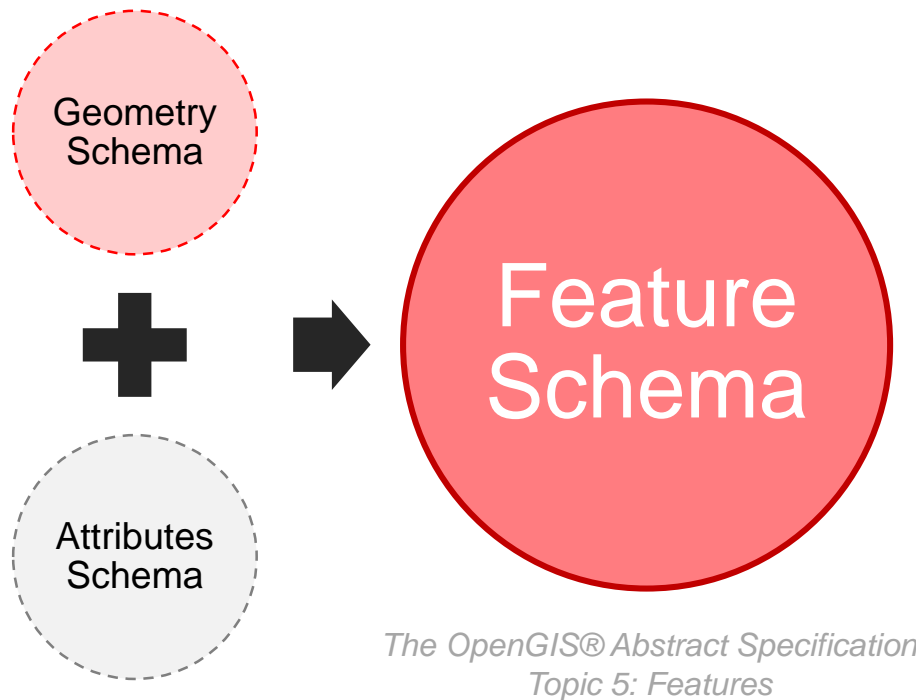 Geometry
Schema
Attributes
Schema
Feature
Schema
The OpenGIS® Abstract Specification
Topic 5: Features